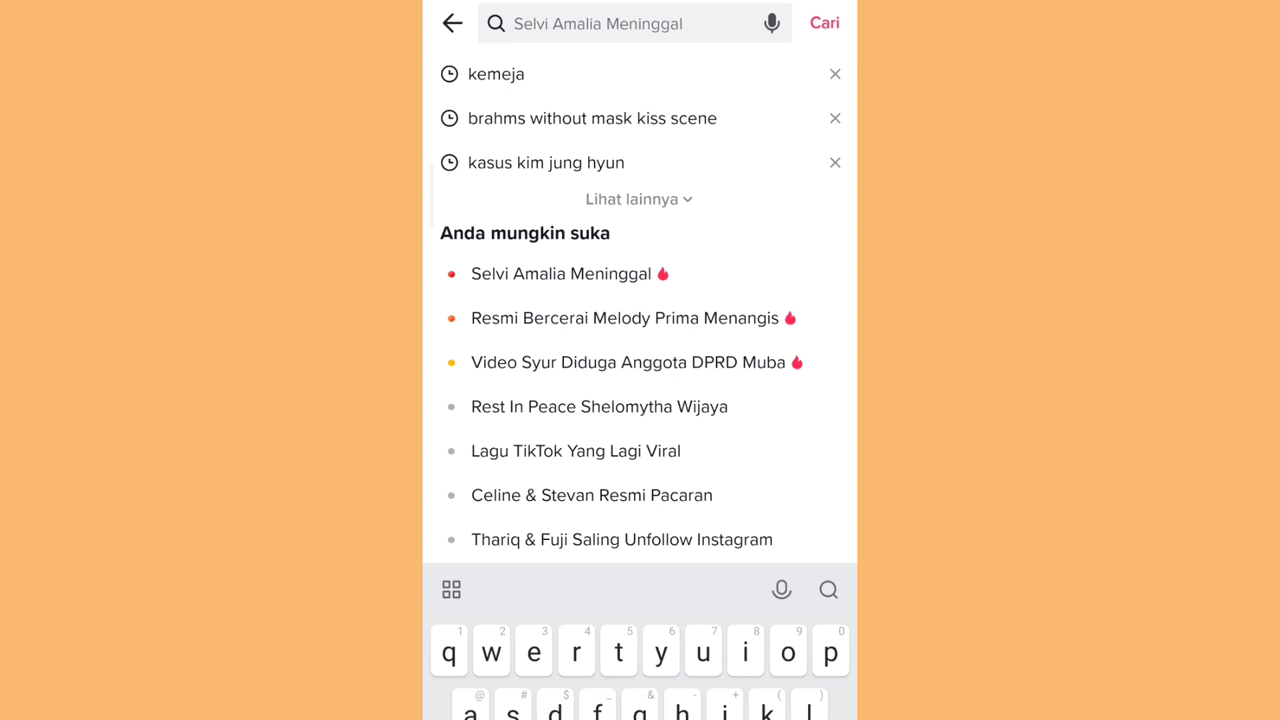 Selvi Amalia Meninggal
Cari
kemeja
brahms without mask kiss scene
kasus kim jung hyun
Lihat lainnya
Anda mungkin suka
Selvi Amalia Meninggal
Resmi Bercerai Melody Prima Menangis
Video Syur Diduga Anggota DPRD Muba
Rest In Peace Shelomytha Wijaya
Lagu TikTok Yang Lagi Viral
Celine & Stevan Resmi Pacaran
Thariq & Fuji Saling Unfollow Instagram
1 2 3 4 5 6 7 8 9 0
q w e r t y u i o p
@ # $ _ & - + ( )
a s d f g h j k l